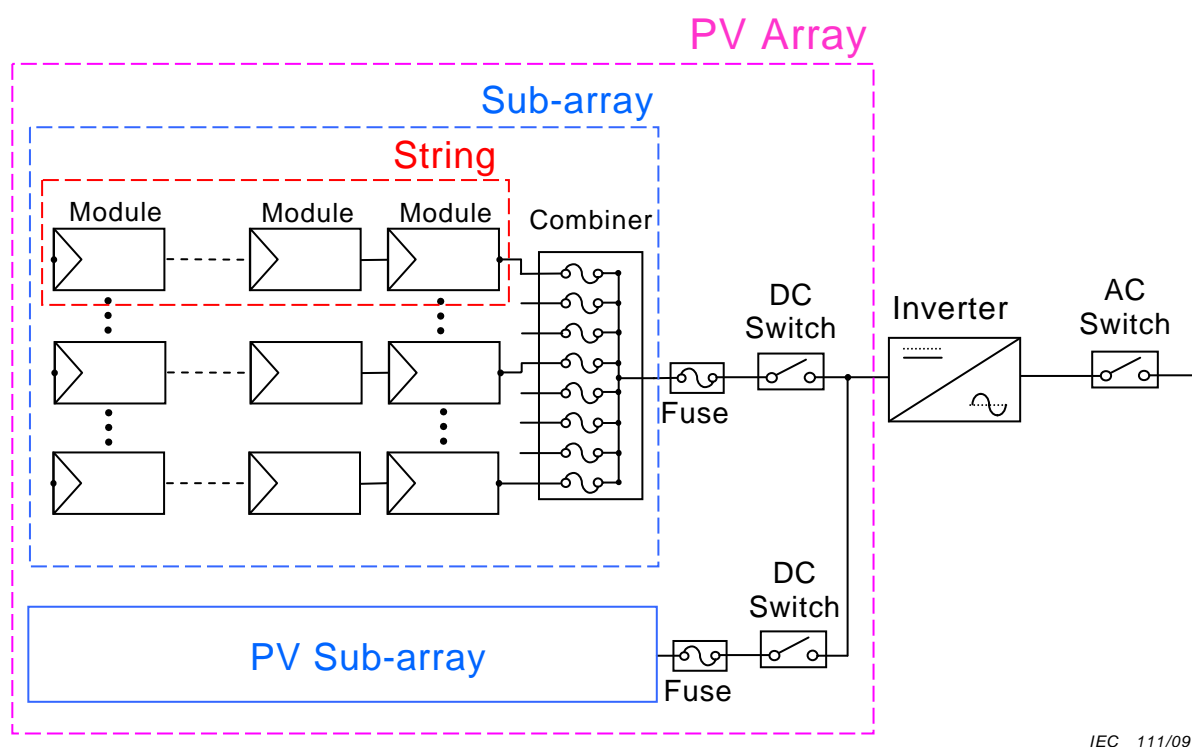 PV Array
Sub-array
String
Module
Module
Module
Combiner
DC
Switch
Inverter
AC
Switch
Fuse
DC
Switch
PV Sub-array
Fuse
IEC 111/09